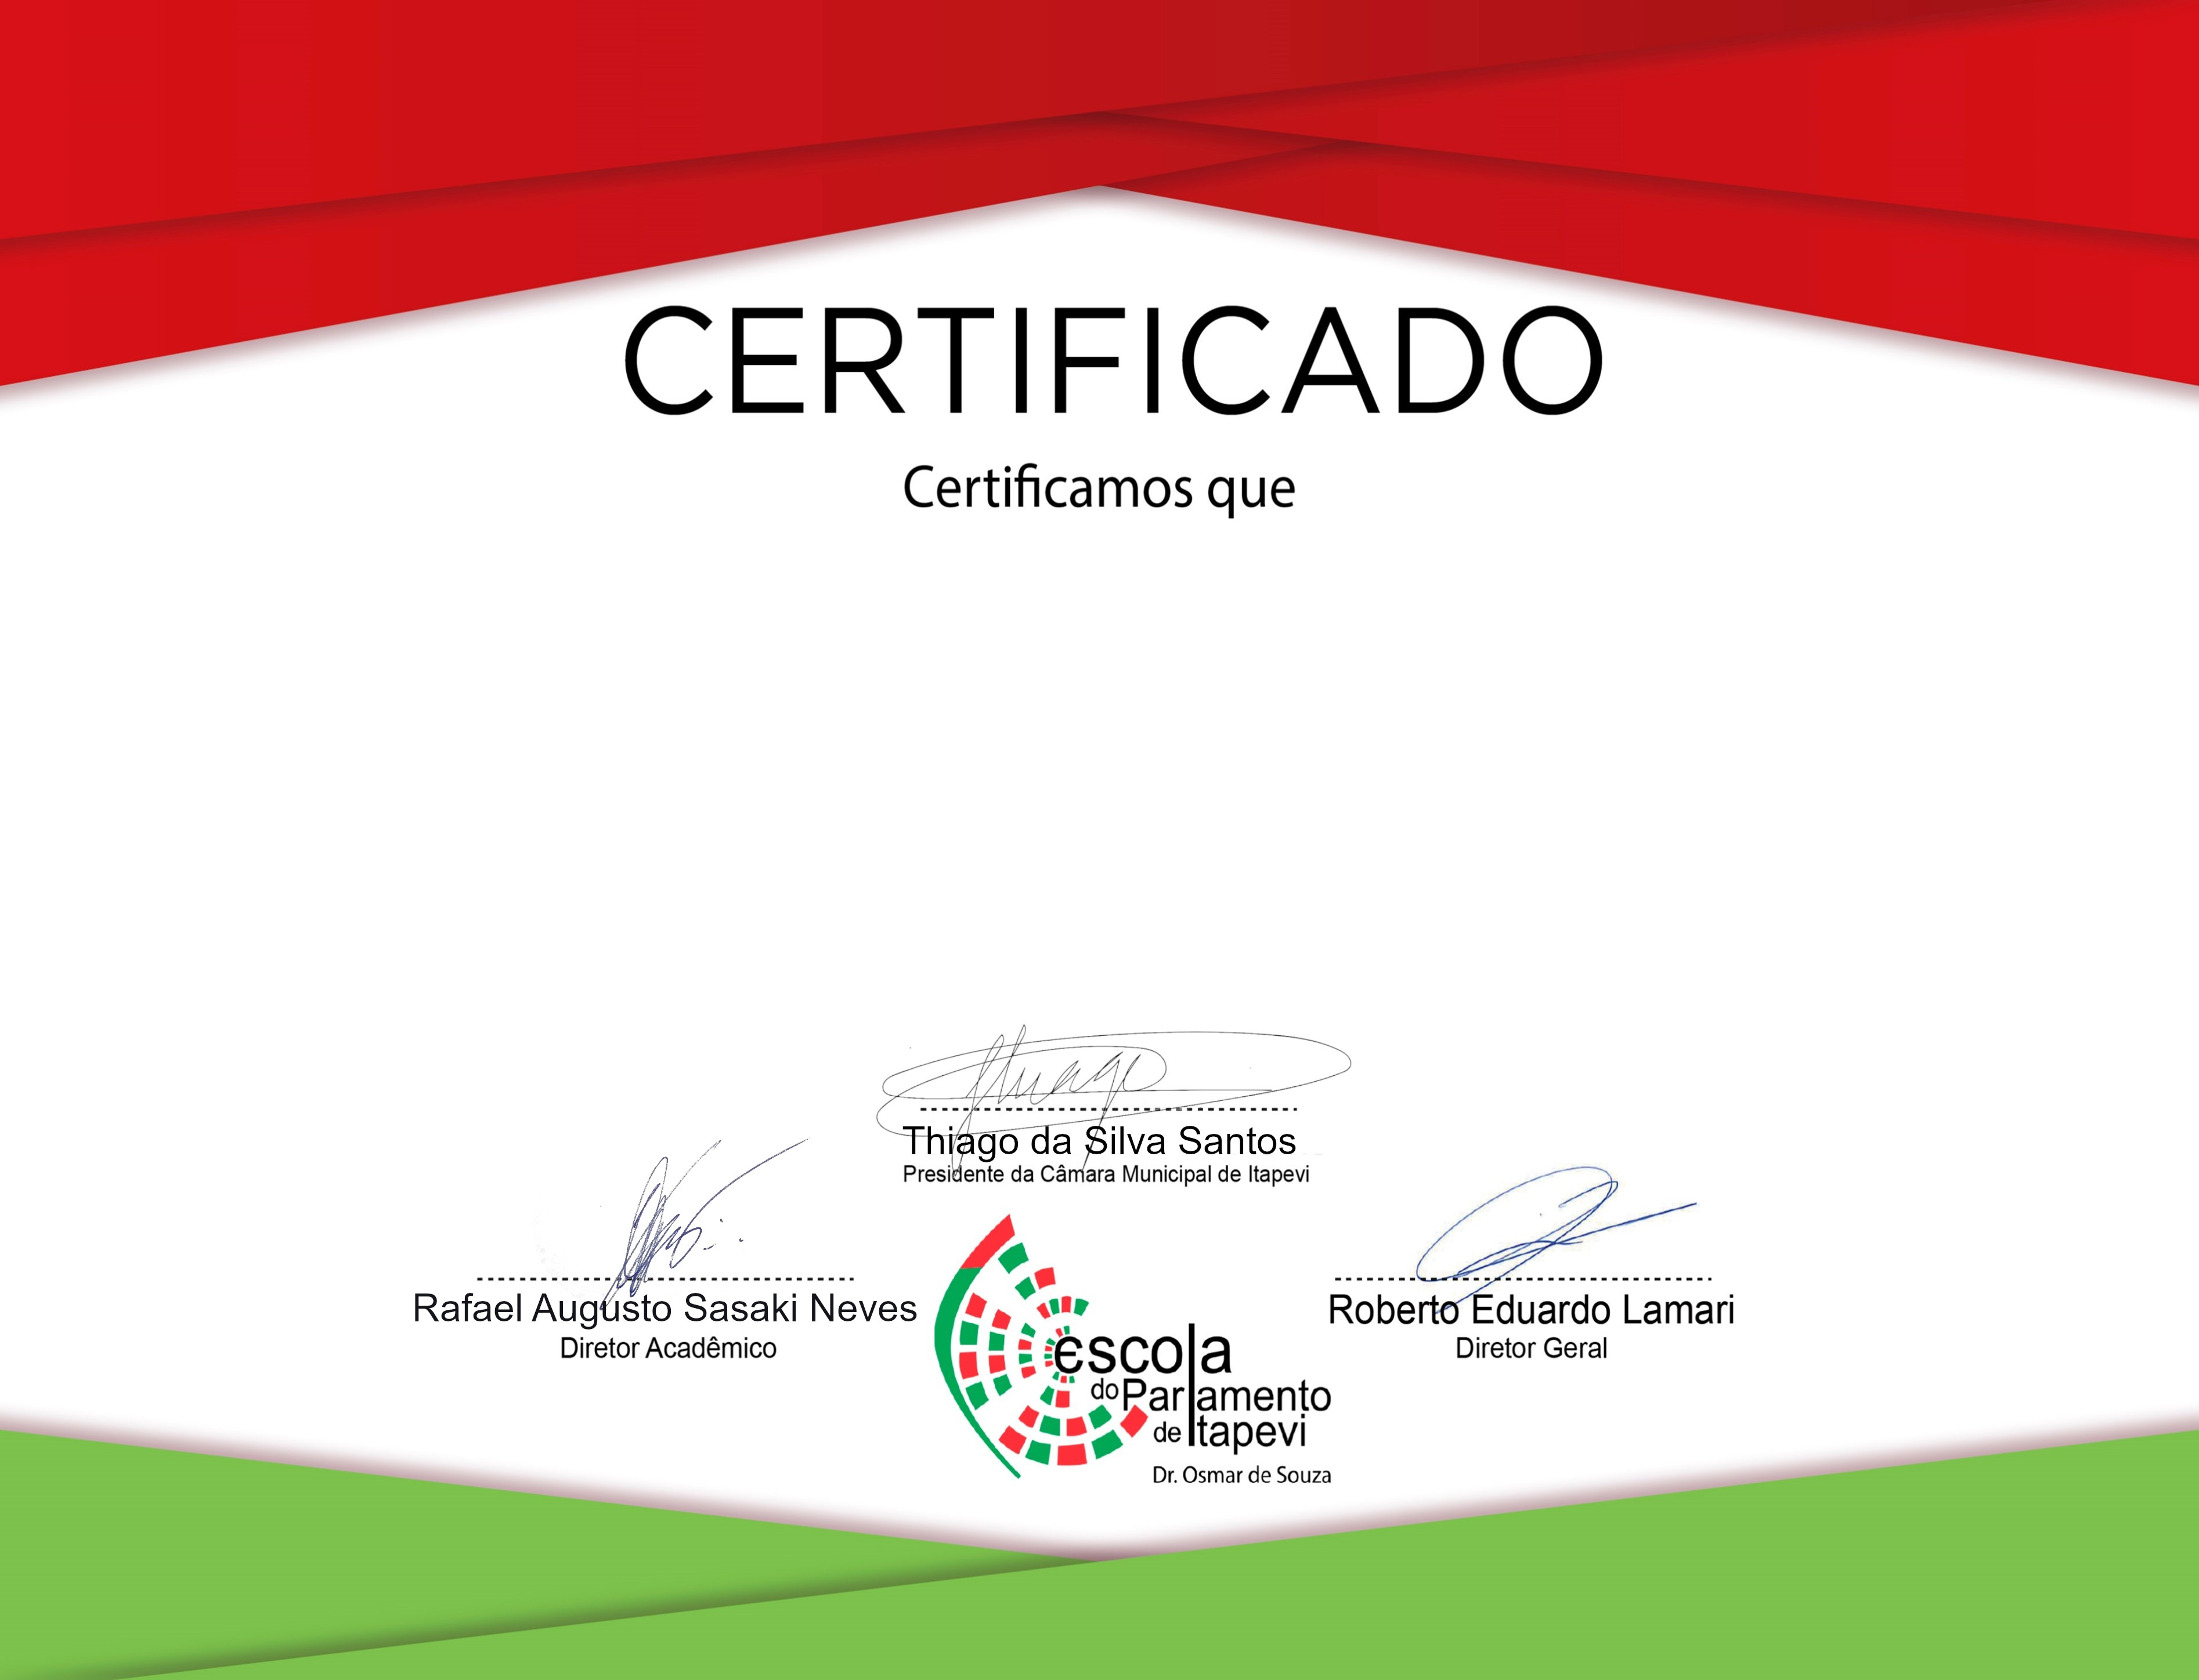 CERTIFICADO
Certificamos que
Thiago
Thiago da Silva Santos
Presidente da Câmara Municipal de Itapevi
Rafael Augusto Sasaki Neves
Diretor Acadêmico
Roberto Eduardo Lamari
Diretor Geral
escola
do Parlamento
de Itapevi
Dr. Osmar de Souza